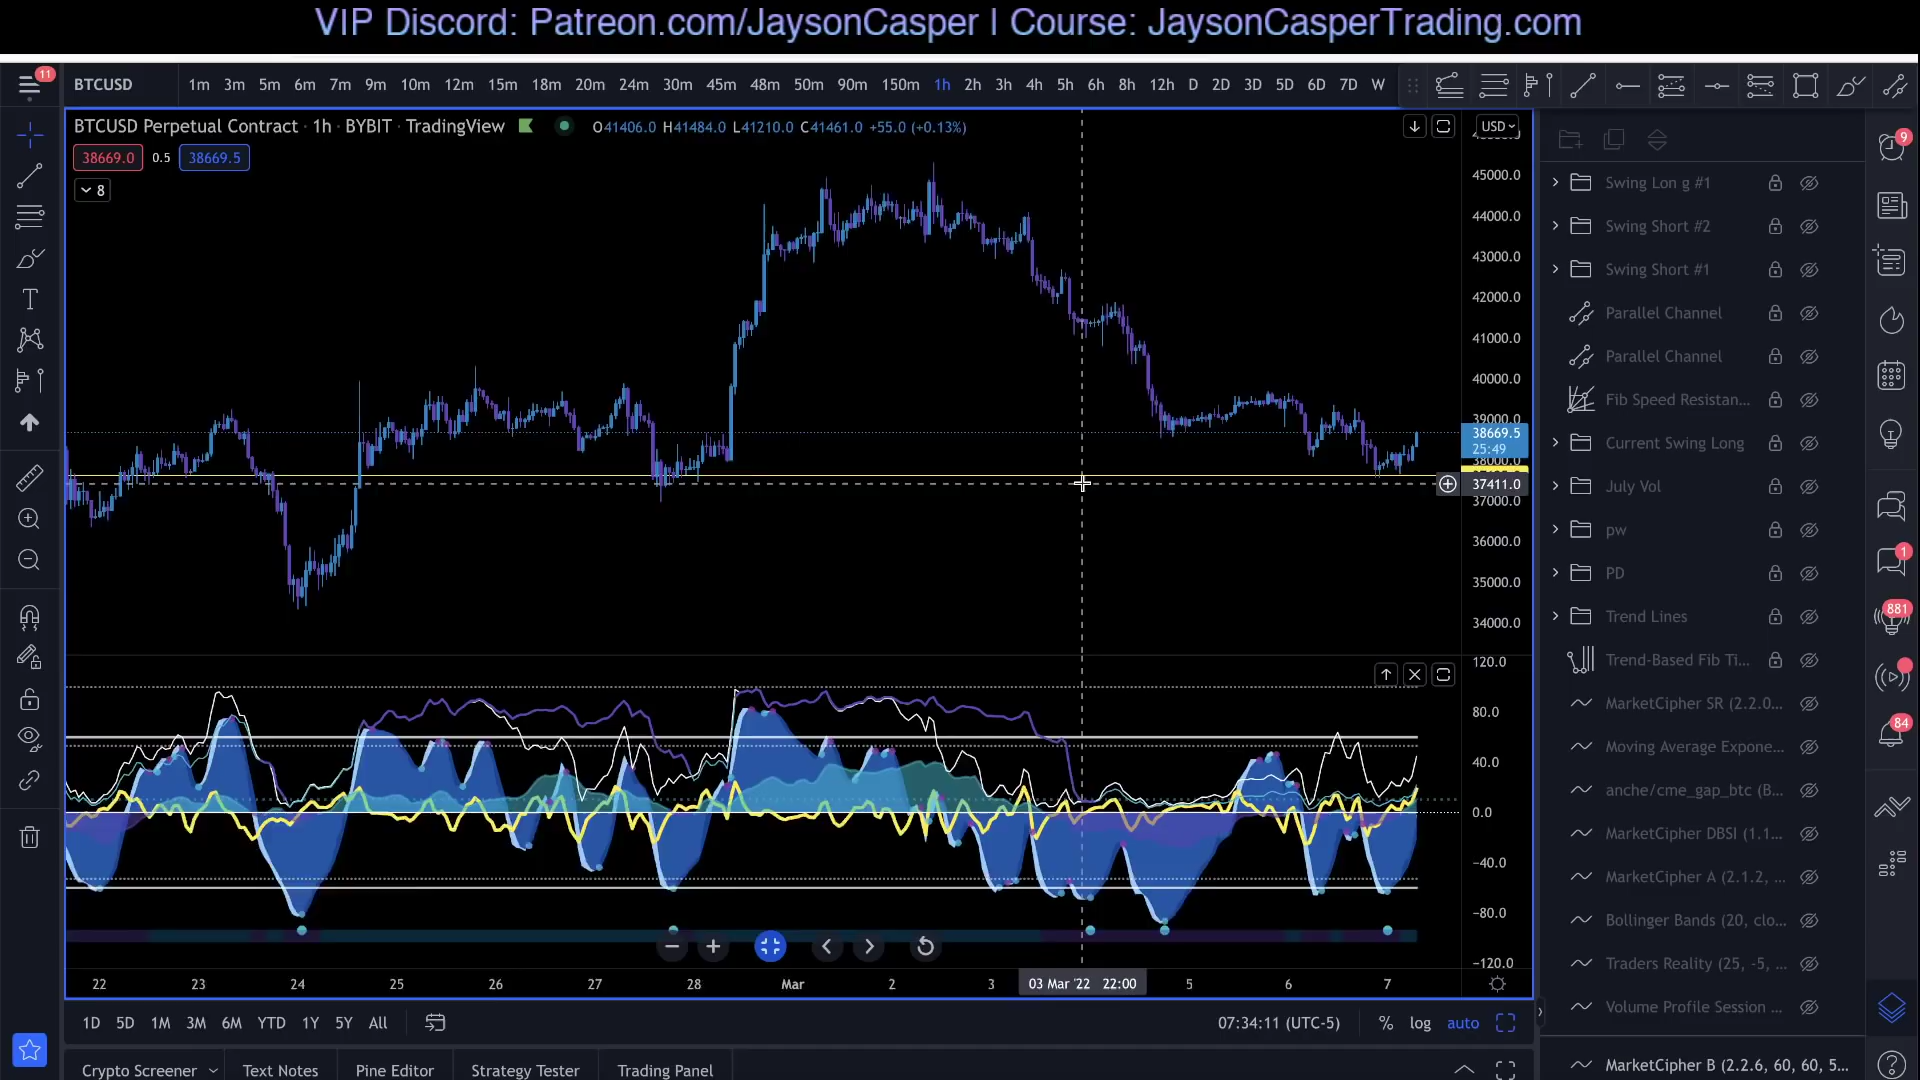 VIP Discord: Patreon.com/JaysonCasper | Course: JaysonCasperTrading.com
11
BTCUSD
1m 3m 5m 6m 7m 9m 10m 12m 15m 18m 20m 24m 30m 45m 48m 50m 90m 150m 1h 2h 3h 4h 5h 6h 8h 12h D 2D 3D 5D 6D 7D W
BTCUSD Perpetual Contract · 1h · BYBIT · TradingView O41406.0 H41484.0 L41210.0 C41461.0 +55.0 (+0.13%)
USD
38669.0 0.5 38669.5
8
45000.0
44000.0
43000.0
42000.0
41000.0
40000.0
39000.0
38669.5
25:49
38000.0
37411.0
37000.0
36000.0
35000.0
34000.0
120.0
80.0
40.0
0.0
−40.0
−80.0
−120.0
22 23 24 25 26 27 28 Mar 2 3 03 Mar '22 22:00 5 6 7
1D 5D 1M 3M 6M YTD 1Y 5Y All
07:34:11 (UTC-5) % log auto
Crypto Screener Text Notes Pine Editor Strategy Tester Trading Panel
Swing Lon g #1
Swing Short #2
Swing Short #1
Parallel Channel
Parallel Channel
Fib Speed Resistan...
Current Swing Long
July Vol
pw
PD
Trend Lines
Trend-Based Fib Ti...
MarketCipher SR (2.2.0...
Moving Average Expone...
anche/cme_gap_btc (B...
MarketCipher DBSI (1.1...
MarketCipher A (2.1.2, ...
Bollinger Bands (20, clo...
Traders Reality (25, -5, ...
Volume Profile Session ...
MarketCipher B (2.2.6, 60, 60, 5...
9
1
881
84